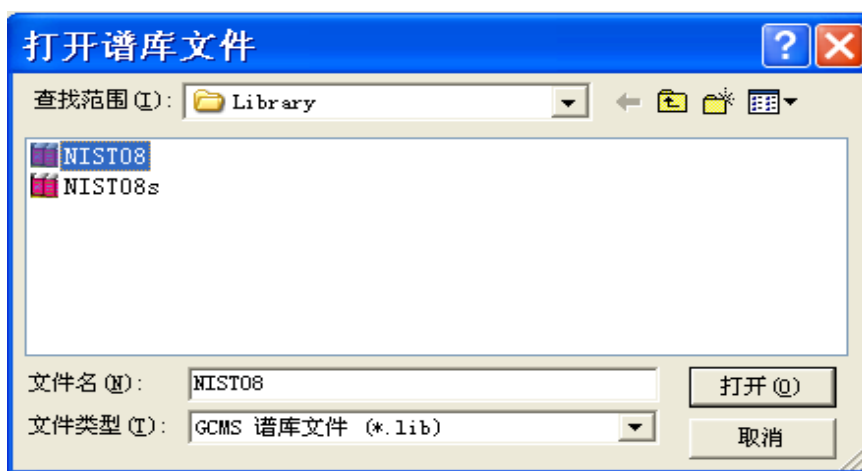 打开谱库文件
查找范围(I): Library
NIST08
NIST08s
文件名(N): NIST08 打开(O)
文件类型(T): GCMS 谱库文件 (*.lib) 取消